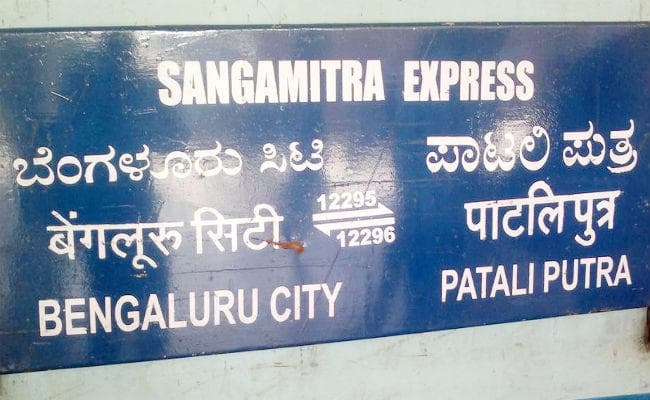 SANGAMITRA EXPRESS
ಬೆಂಗಳೂರು ಸಿಟಿ
ಪಾಟಲಿ ಪುತ್ರ
बेंगलूरु सिटी
12295
12296
पाटलि पुत्र
BENGALURU CITY
PATALI PUTRA